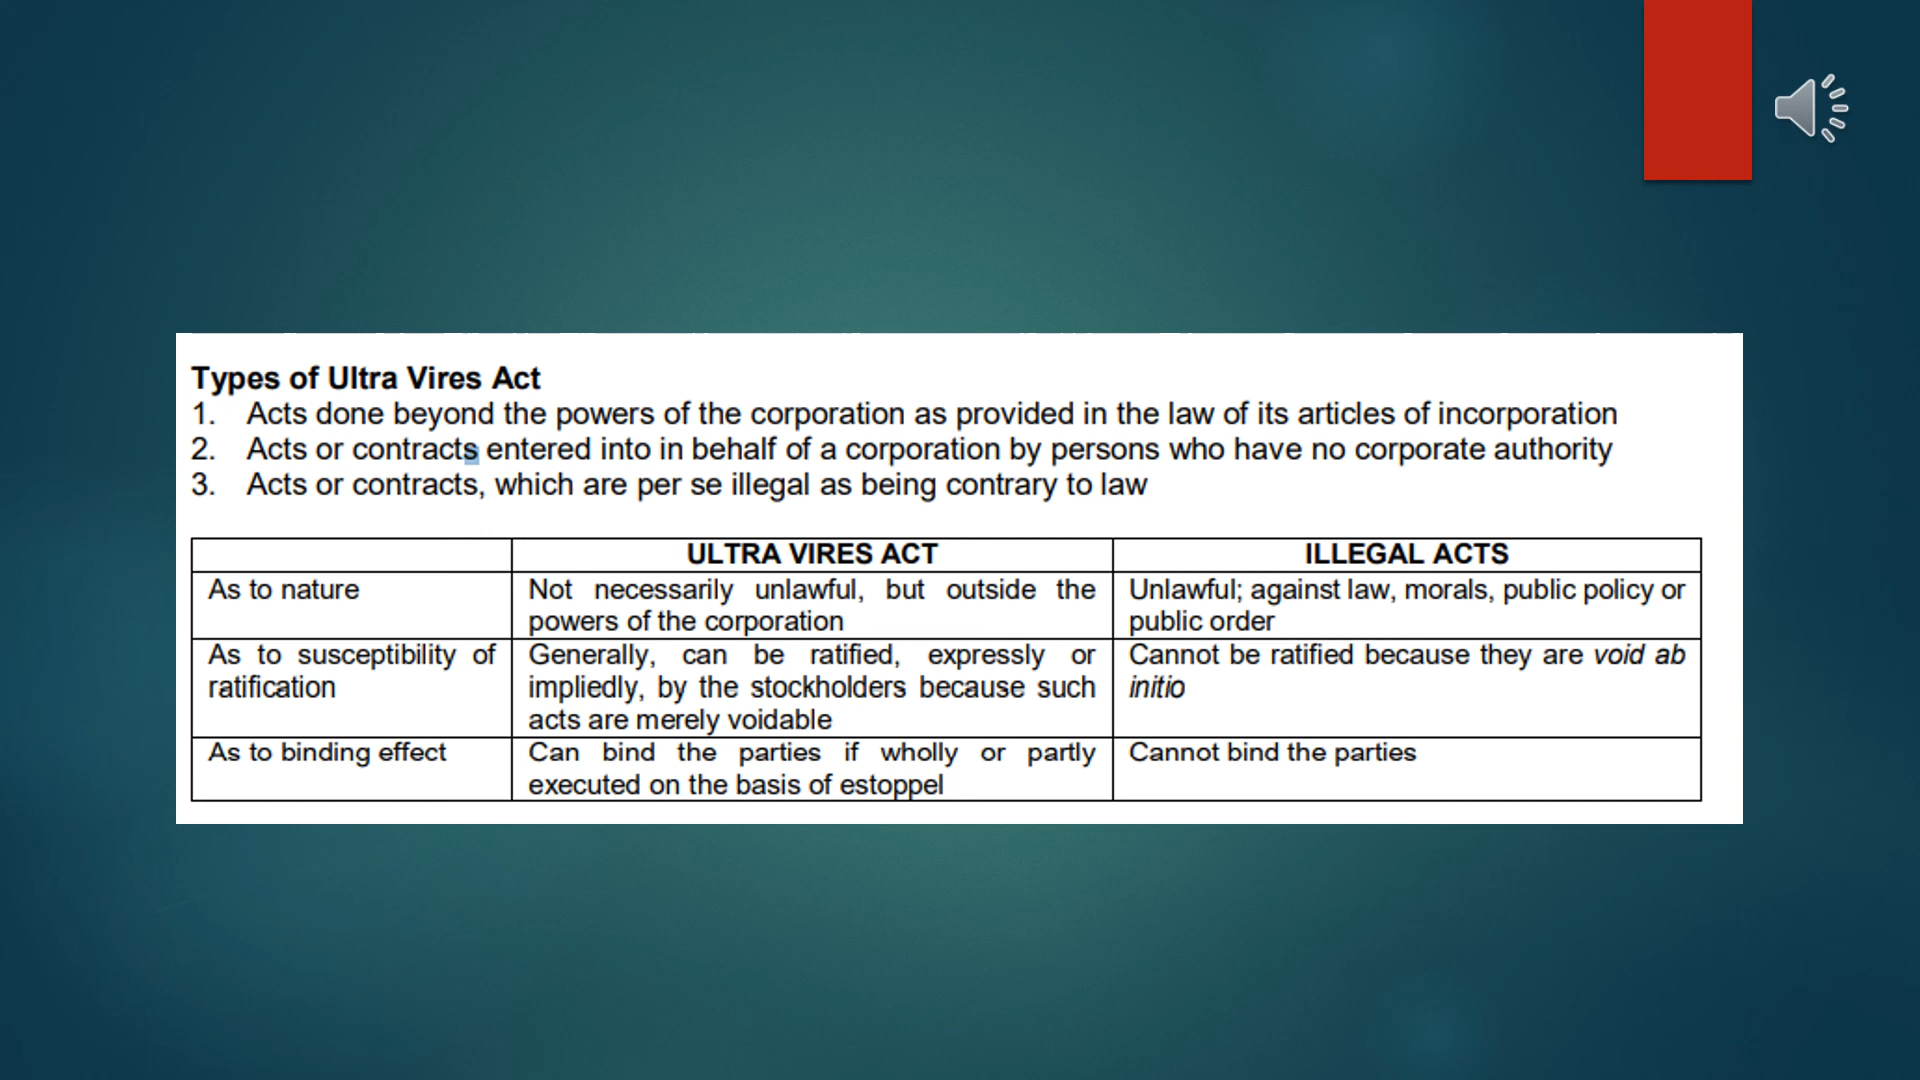 Types of Ultra Vires Act
1. Acts done beyond the powers of the corporation as provided in the law of its articles of incorporation
2. Acts or contracts entered into in behalf of a corporation by persons who have no corporate authority
3. Acts or contracts, which are per se illegal as being contrary to law
ULTRA VIRES ACT ILLEGAL ACTS
As to nature
Not necessarily unlawful, but outside the
powers of the corporation
Unlawful; against law, morals, public policy or
public order
As to susceptibility of
ratification
Generally, can be ratified, expressly or
impliedly, by the stockholders because such
acts are merely voidable
Cannot be ratified because they are void ab
initio
As to binding effect
Can bind the parties if wholly or partly
executed on the basis of estoppel
Cannot bind the parties